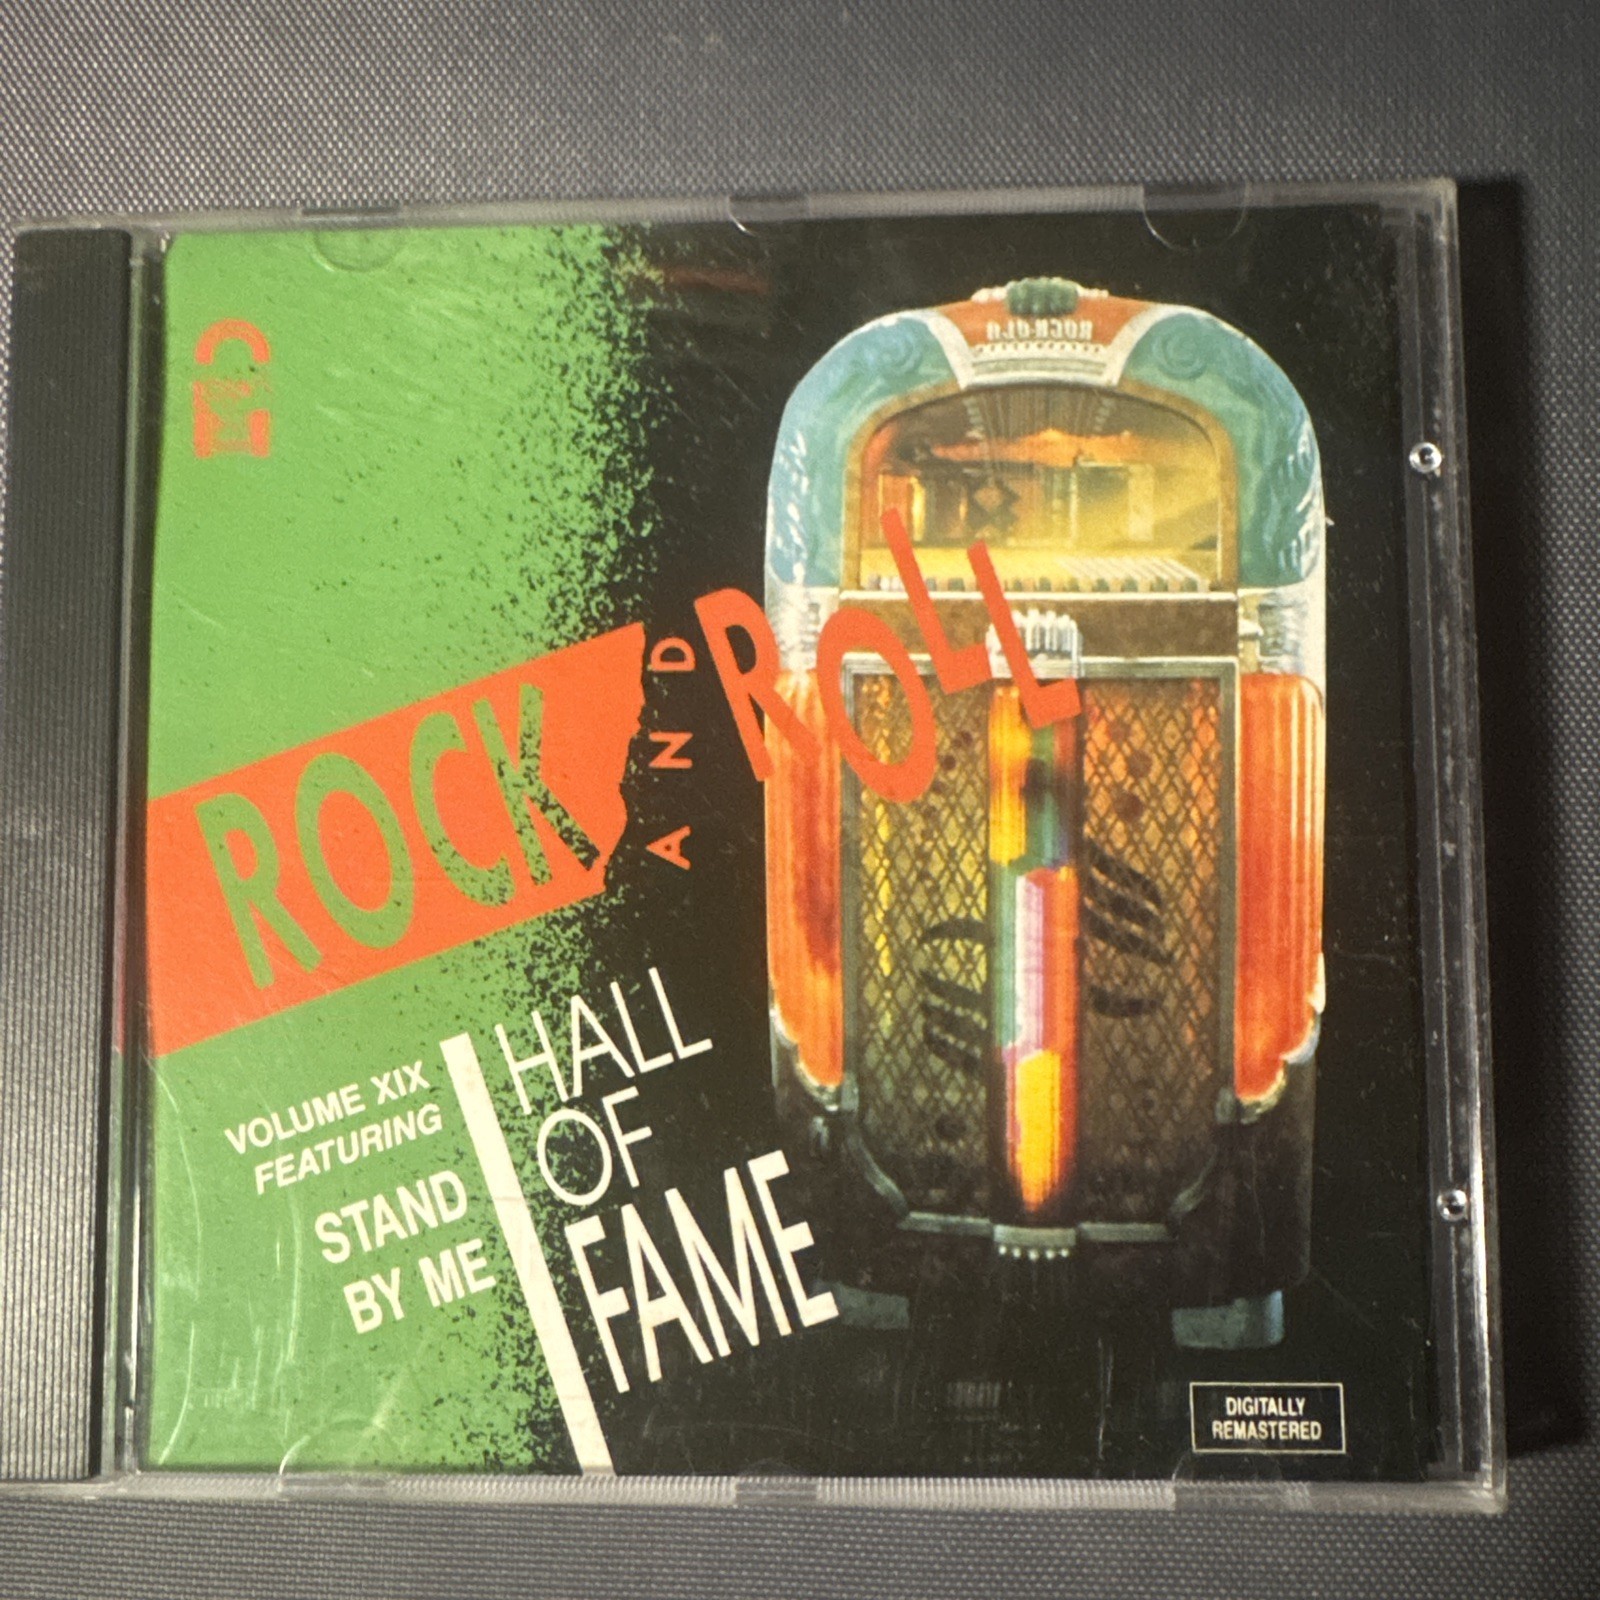 ROCK
AND
ROLL
HALL
OF
FAME
VOLUME XIX
FEATURING
STAND
BY ME
DIGITALLY
REMASTERED